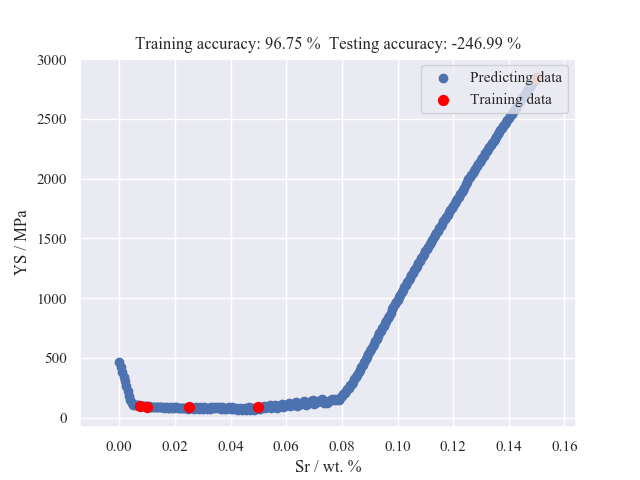 Training accuracy: 96.75 %  Testing accuracy: -246.99 %
3000
2500
2000
1500
1000
500
0
YS / MPa
Predicting data
Training data
0.00 0.02 0.04 0.06 0.08 0.10 0.12 0.14 0.16
Sr / wt. %